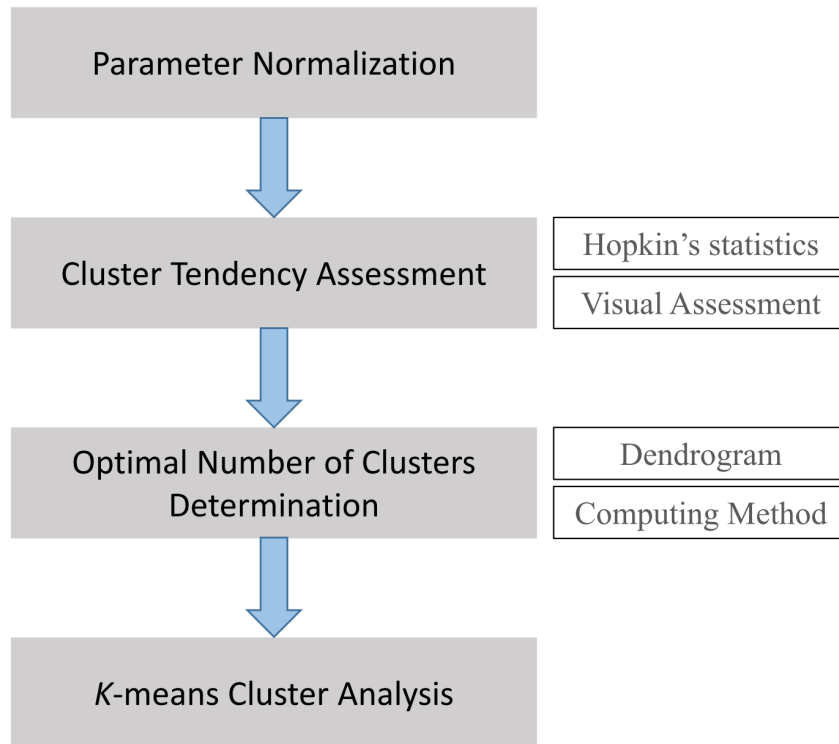 Parameter Normalization
Cluster Tendency Assessment
Hopkin’s statistics
Visual Assessment
Optimal Number of Clusters
Determination
Dendrogram
Computing Method
K-means Cluster Analysis